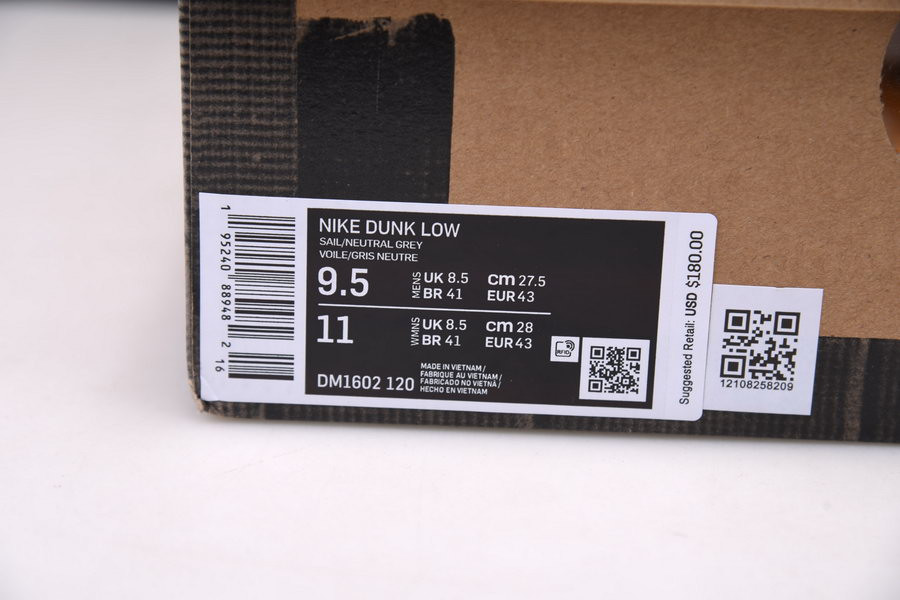 NIKE DUNK LOW
SAIL/NEUTRAL GREY
VOILE/GRIS NEUTRE
9.5 MENS UK 8.5 cm 27.5
BR 41 EUR 43
11 WMNS UK 8.5 cm 28
BR 41 EUR 43
RFID
DM1602 120
MADE IN VIETNAM /
FABRIQUE AU VIETNAM /
FABRICADO NO VIETNÃ /
HECHO EN VIETNAM
1 95240 88948 2 16
Suggested Retail: USD $180.00
12108258209